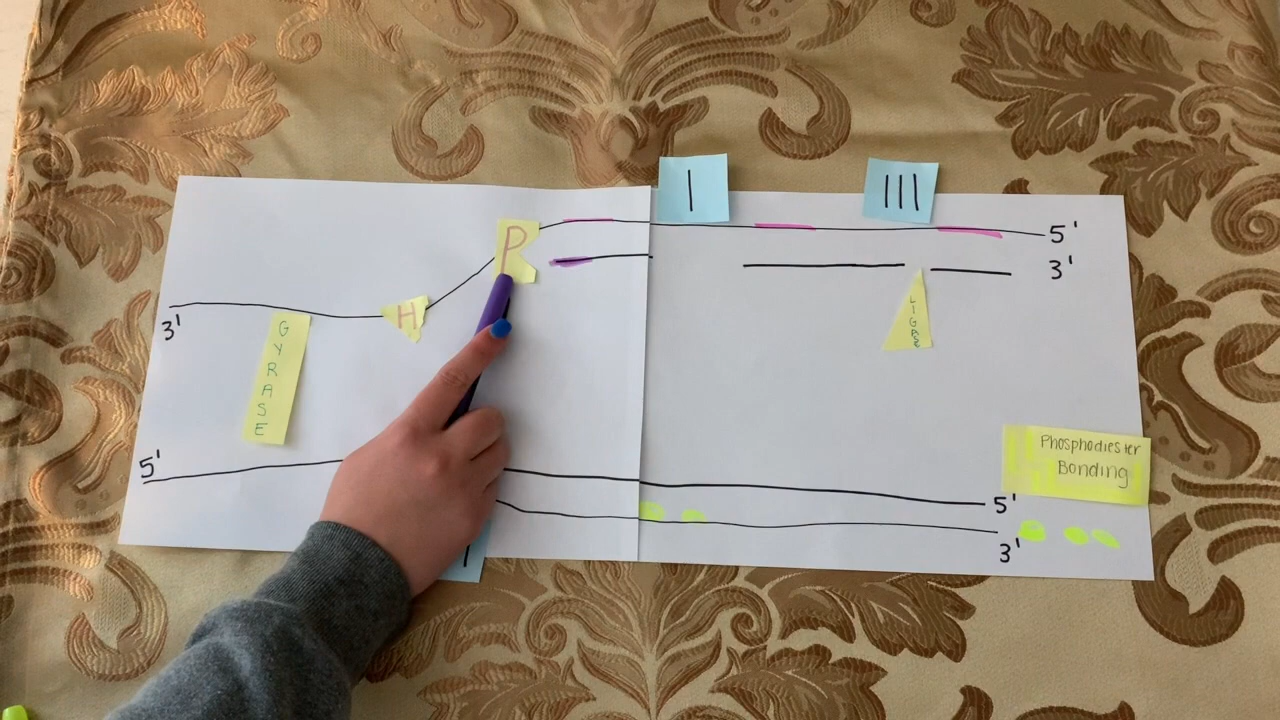 I
III
P
5'
3'
H
3'
GYRASE
LIGASE
5'
Phosphodiester
Bonding
5'
3'
I